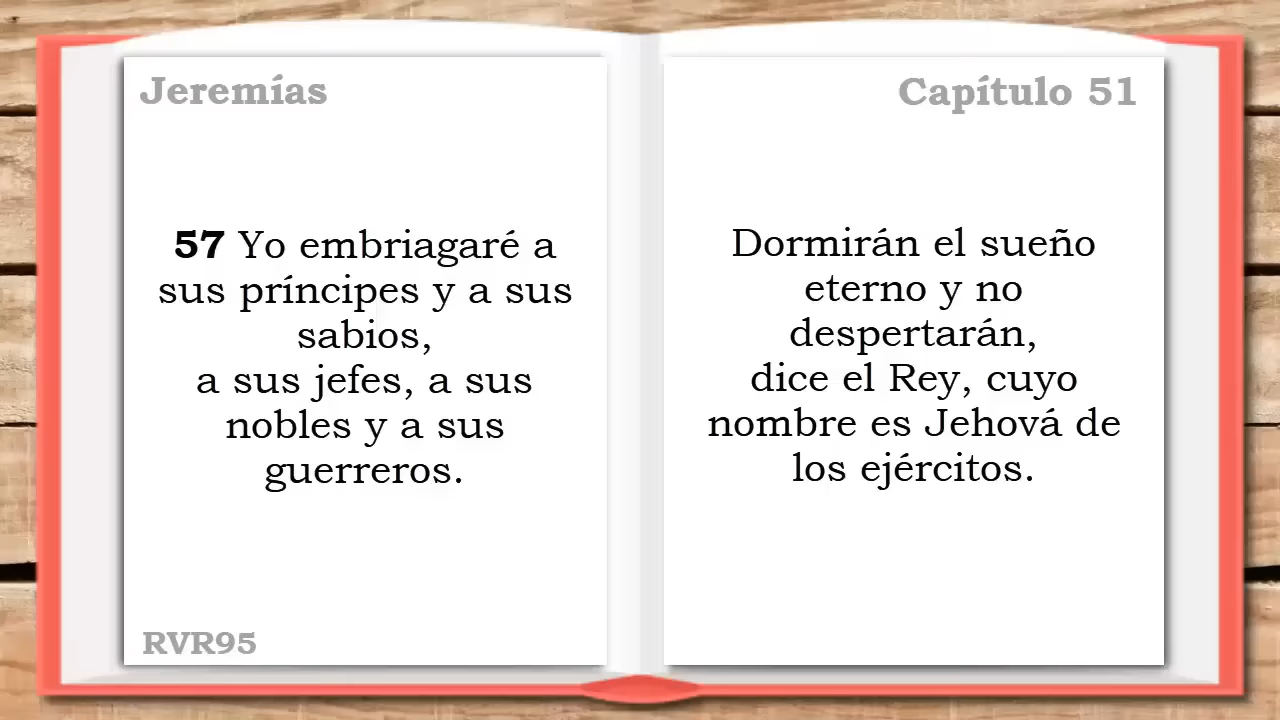 Jeremías
57 Yo embriagaré a
sus príncipes y a sus
sabios,
a sus jefes, a sus
nobles y a sus
guerreros.
RVR95
Capítulo 51
Dormirán el sueño
eterno y no
despertarán,
dice el Rey, cuyo
nombre es Jehová de
los ejércitos.